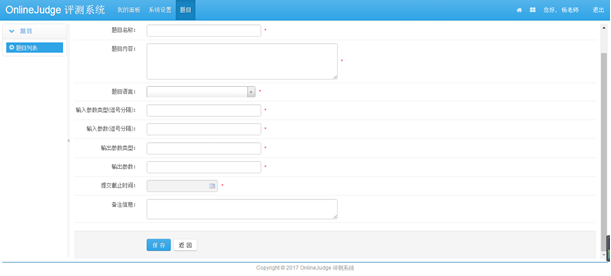 OnlineJudge 评测系统 我的面板 系统设置 题目 您好, 杨老师 退出
题目
题目列表
题目名称: *
题目内容: *
题目语言: *
输入参数类型(逗号分隔): *
输入参数(逗号分隔): *
输出参数类型: *
输出参数: *
提交截止时间: *
备注信息:
保 存 返 回
Copyright © 2017 OnlineJudge 评测系统